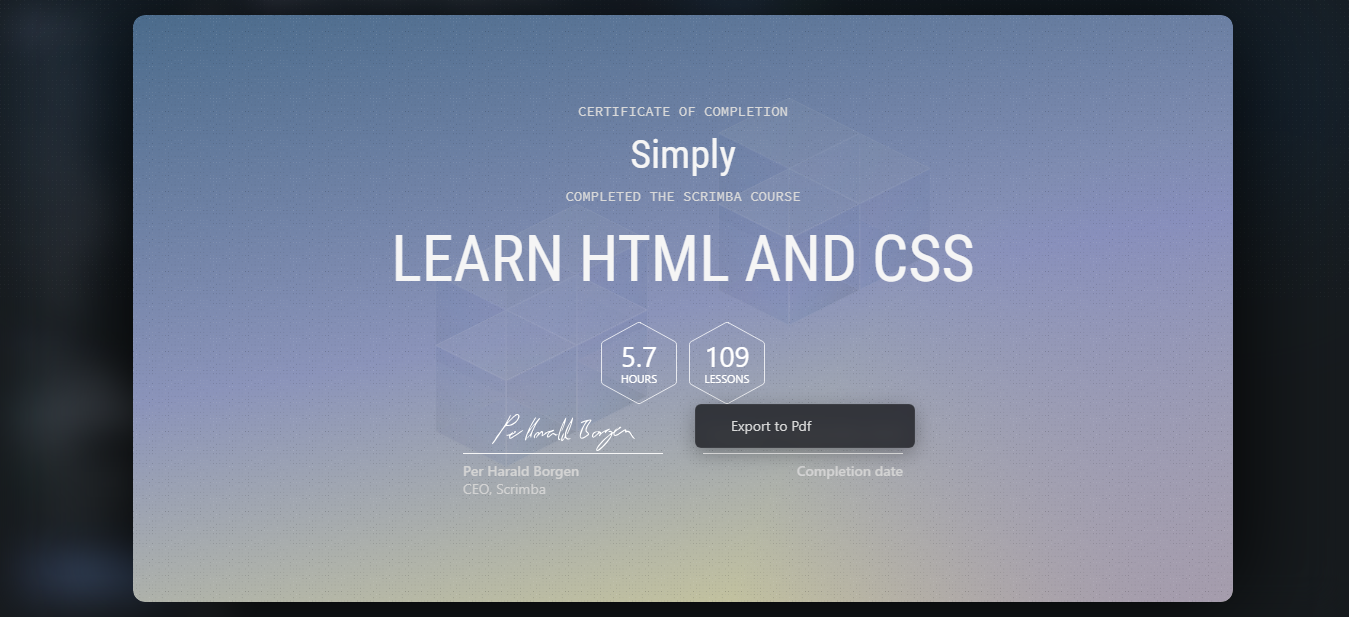 CERTIFICATE OF COMPLETION
Simply
COMPLETED THE SCRIMBA COURSE
LEARN HTML AND CSS
5.7
HOURS
109
LESSONS
Per Harald Borgen
Export to Pdf
Per Harald Borgen
CEO, Scrimba
Completion date